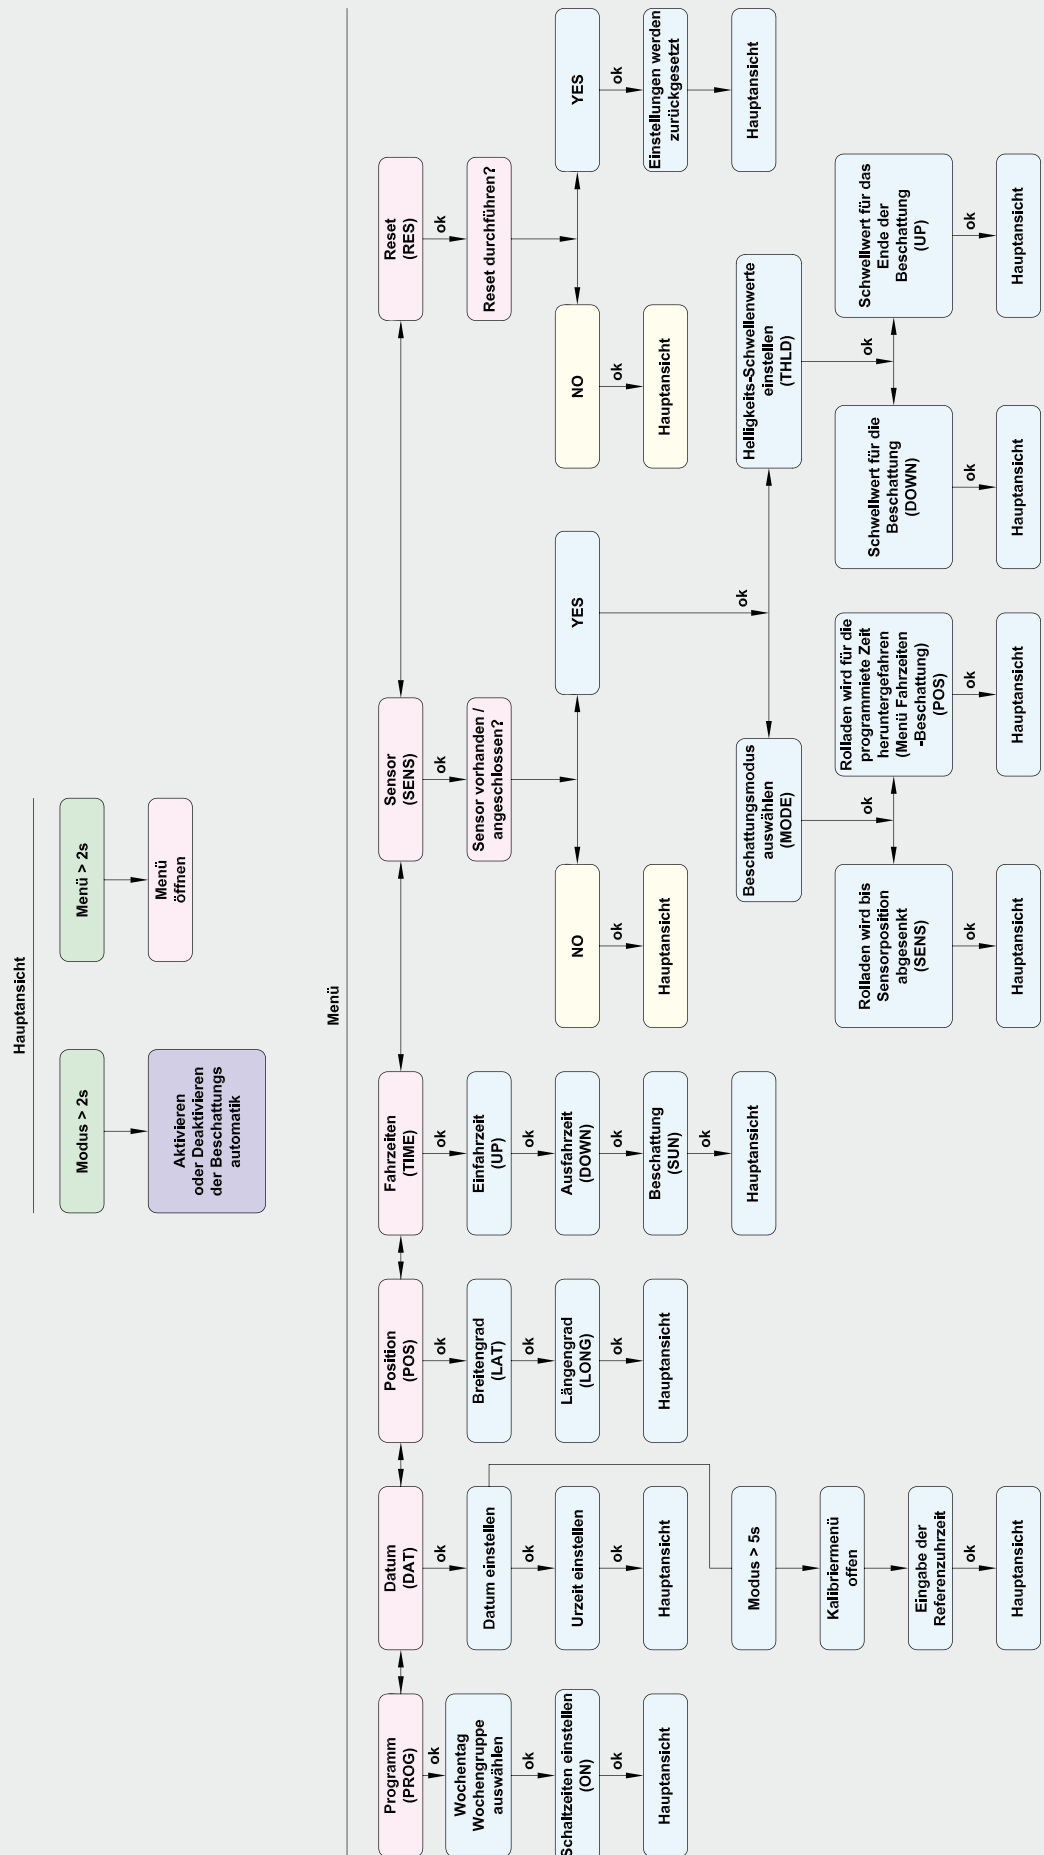 Hauptansicht
Modus > 2s
Aktivieren
oder Deaktivieren
der Beschattungs
automatik
Menü > 2s
Menü
öffnen
Menü
Programm
(PROG)
ok
Wochentag
Wochengruppe
auswählen
ok
Schaltzeiten einstellen
(ON)
ok
Hauptansicht
Datum
(DAT)
ok
Datum einstellen
ok
Urzeit einstellen
ok
Hauptansicht
Modus > 5s
Kalibriermenü
offen
Eingabe der
Referenzuhrzeit
ok
Hauptansicht
Position
(POS)
ok
Breitengrad
(LAT)
ok
Längengrad
(LONG)
ok
Hauptansicht
Fahrzeiten
(TIME)
ok
Einfahrzeit
(UP)
ok
Ausfahrzeit
(DOWN)
ok
Beschattung
(SUN)
ok
Hauptansicht
Sensor
(SENS)
ok
Sensor vorhanden /
angeschlossen?
NO
ok
Hauptansicht
YES
ok
Beschattungsmodus
auswählen
(MODE)
ok
Rolladen wird bis
Sensorposition
abgesenkt
(SENS)
ok
Hauptansicht
Rolladen wird für die
programmiete Zeit
heruntergefahren
(Menü Fahrzeiten
-Beschattung)
(POS)
ok
Hauptansicht
Helligkeits-Schwellenwerte
einstellen
(THLD)
ok
Schwellwert für die
Beschattung
(DOWN)
ok
Hauptansicht
Schwellwert für das
Ende der
Beschattung
(UP)
ok
Hauptansicht
Reset
(RES)
ok
Reset durchführen?
NO
ok
Hauptansicht
YES
ok
Einstellungen werden
zurückgesetzt
Hauptansicht